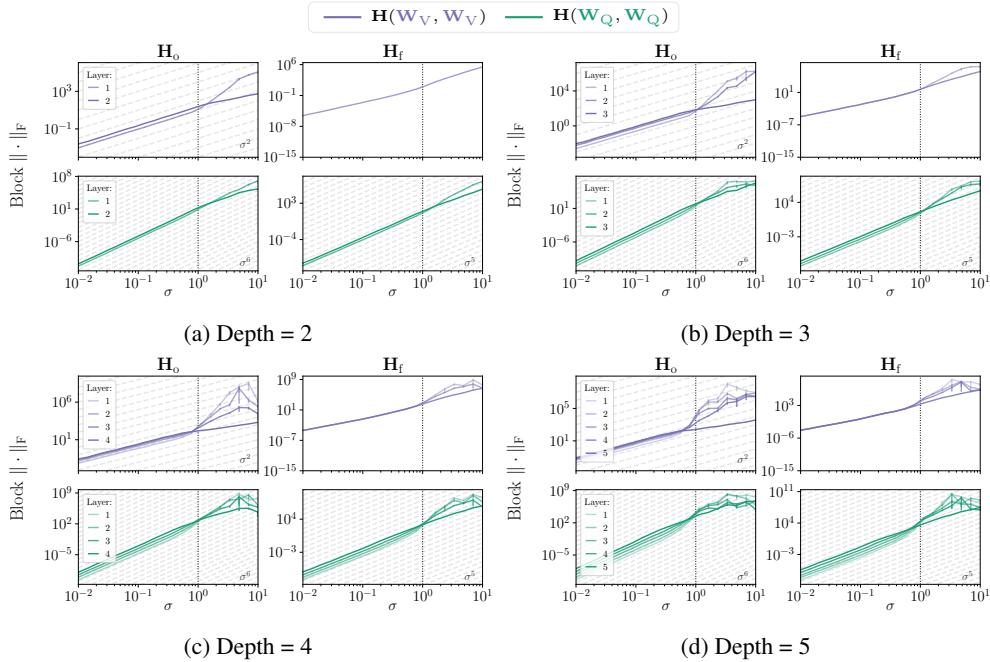 H(W_V, W_V) H(W_Q, W_Q)
H_o H_f H_o H_f
Block ‖ · ‖_F
10^3
10^−1
Layer:
1
2
σ^2
10^6
10^−1
10^−8
10^−15
10^8
10^1
10^−6
Layer:
1
2
σ^6
10^−2 10^−1 10^0 10^1
σ
10^3
10^−4
σ^5
10^−2 10^−1 10^0 10^1
σ
(a) Depth = 2
Block ‖ · ‖_F
10^5
10^0
Layer:
1
2
3
σ^2
10^1
10^−7
10^−15
10^8
10^1
10^−6
Layer:
1
2
3
σ^6
10^−2 10^−1 10^0 10^1
σ
10^5
10^−3
σ^5
10^−2 10^−1 10^0 10^1
σ
(b) Depth = 3
H_o H_f H_o H_f
Block ‖ · ‖_F
10^6
10^1
Layer:
1
2
3
4
σ^2
10^9
10^1
10^−7
10^−15
10^9
10^2
10^−5
Layer:
1
2
3
4
σ^6
10^−2 10^−1 10^0 10^1
σ
10^4
10^−3
σ^5
10^−2 10^−1 10^0 10^1
σ
(c) Depth = 4
Block ‖ · ‖_F
10^5
10^1
Layer:
1
2
3
4
5
σ^2
10^3
10^−6
10^−15
10^9
10^2
10^−5
Layer:
1
2
3
4
5
σ^6
10^−2 10^−1 10^0 10^1
σ
10^11
10^4
10^−3
σ^5
10^−2 10^−1 10^0 10^1
σ
(d) Depth = 5